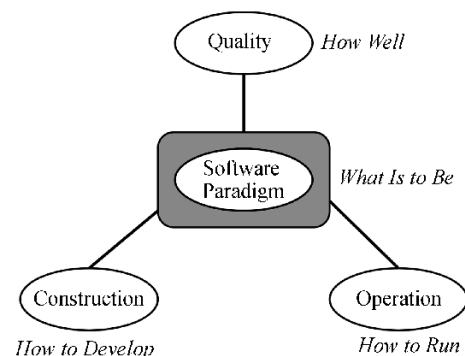 Quality
How Well
Software
Paradigm
What Is to Be
Construction
Operation
How to Develop
How to Run